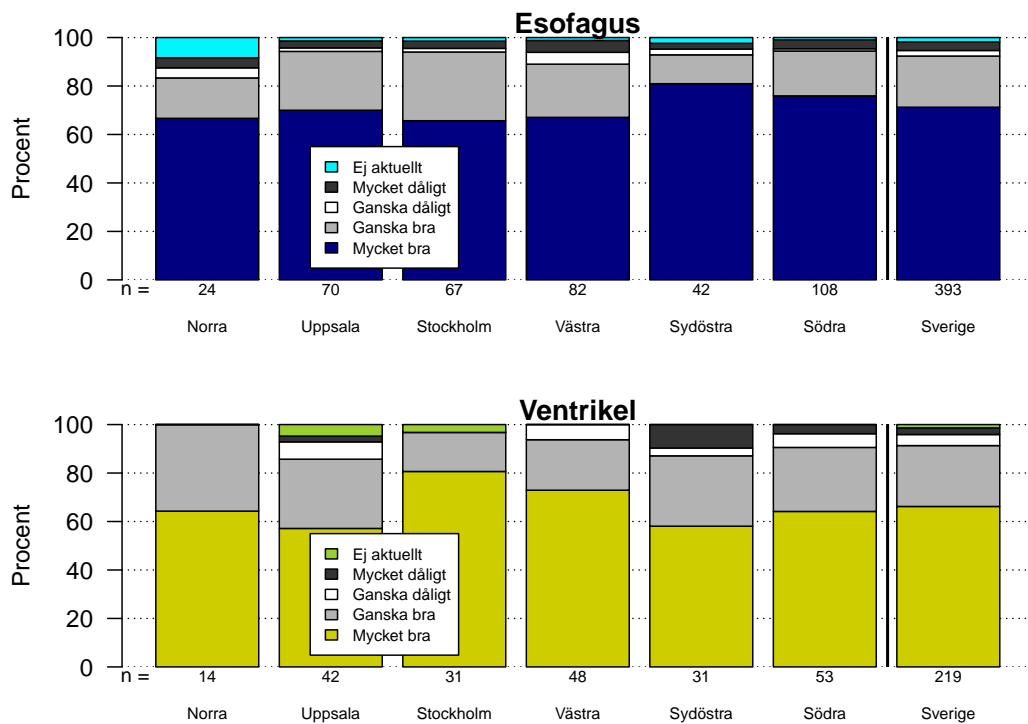 Esofagus
Procent
100
80
60
40
20
0
Ej aktuellt
Mycket dåligt
Ganska dåligt
Ganska bra
Mycket bra
n = 24 70 67 82 42 108 393
Norra Uppsala Stockholm Västra Sydöstra Södra Sverige
Ventrikel
Procent
100
80
60
40
20
0
Ej aktuellt
Mycket dåligt
Ganska dåligt
Ganska bra
Mycket bra
n = 14 42 31 48 31 53 219
Norra Uppsala Stockholm Västra Sydöstra Södra Sverige